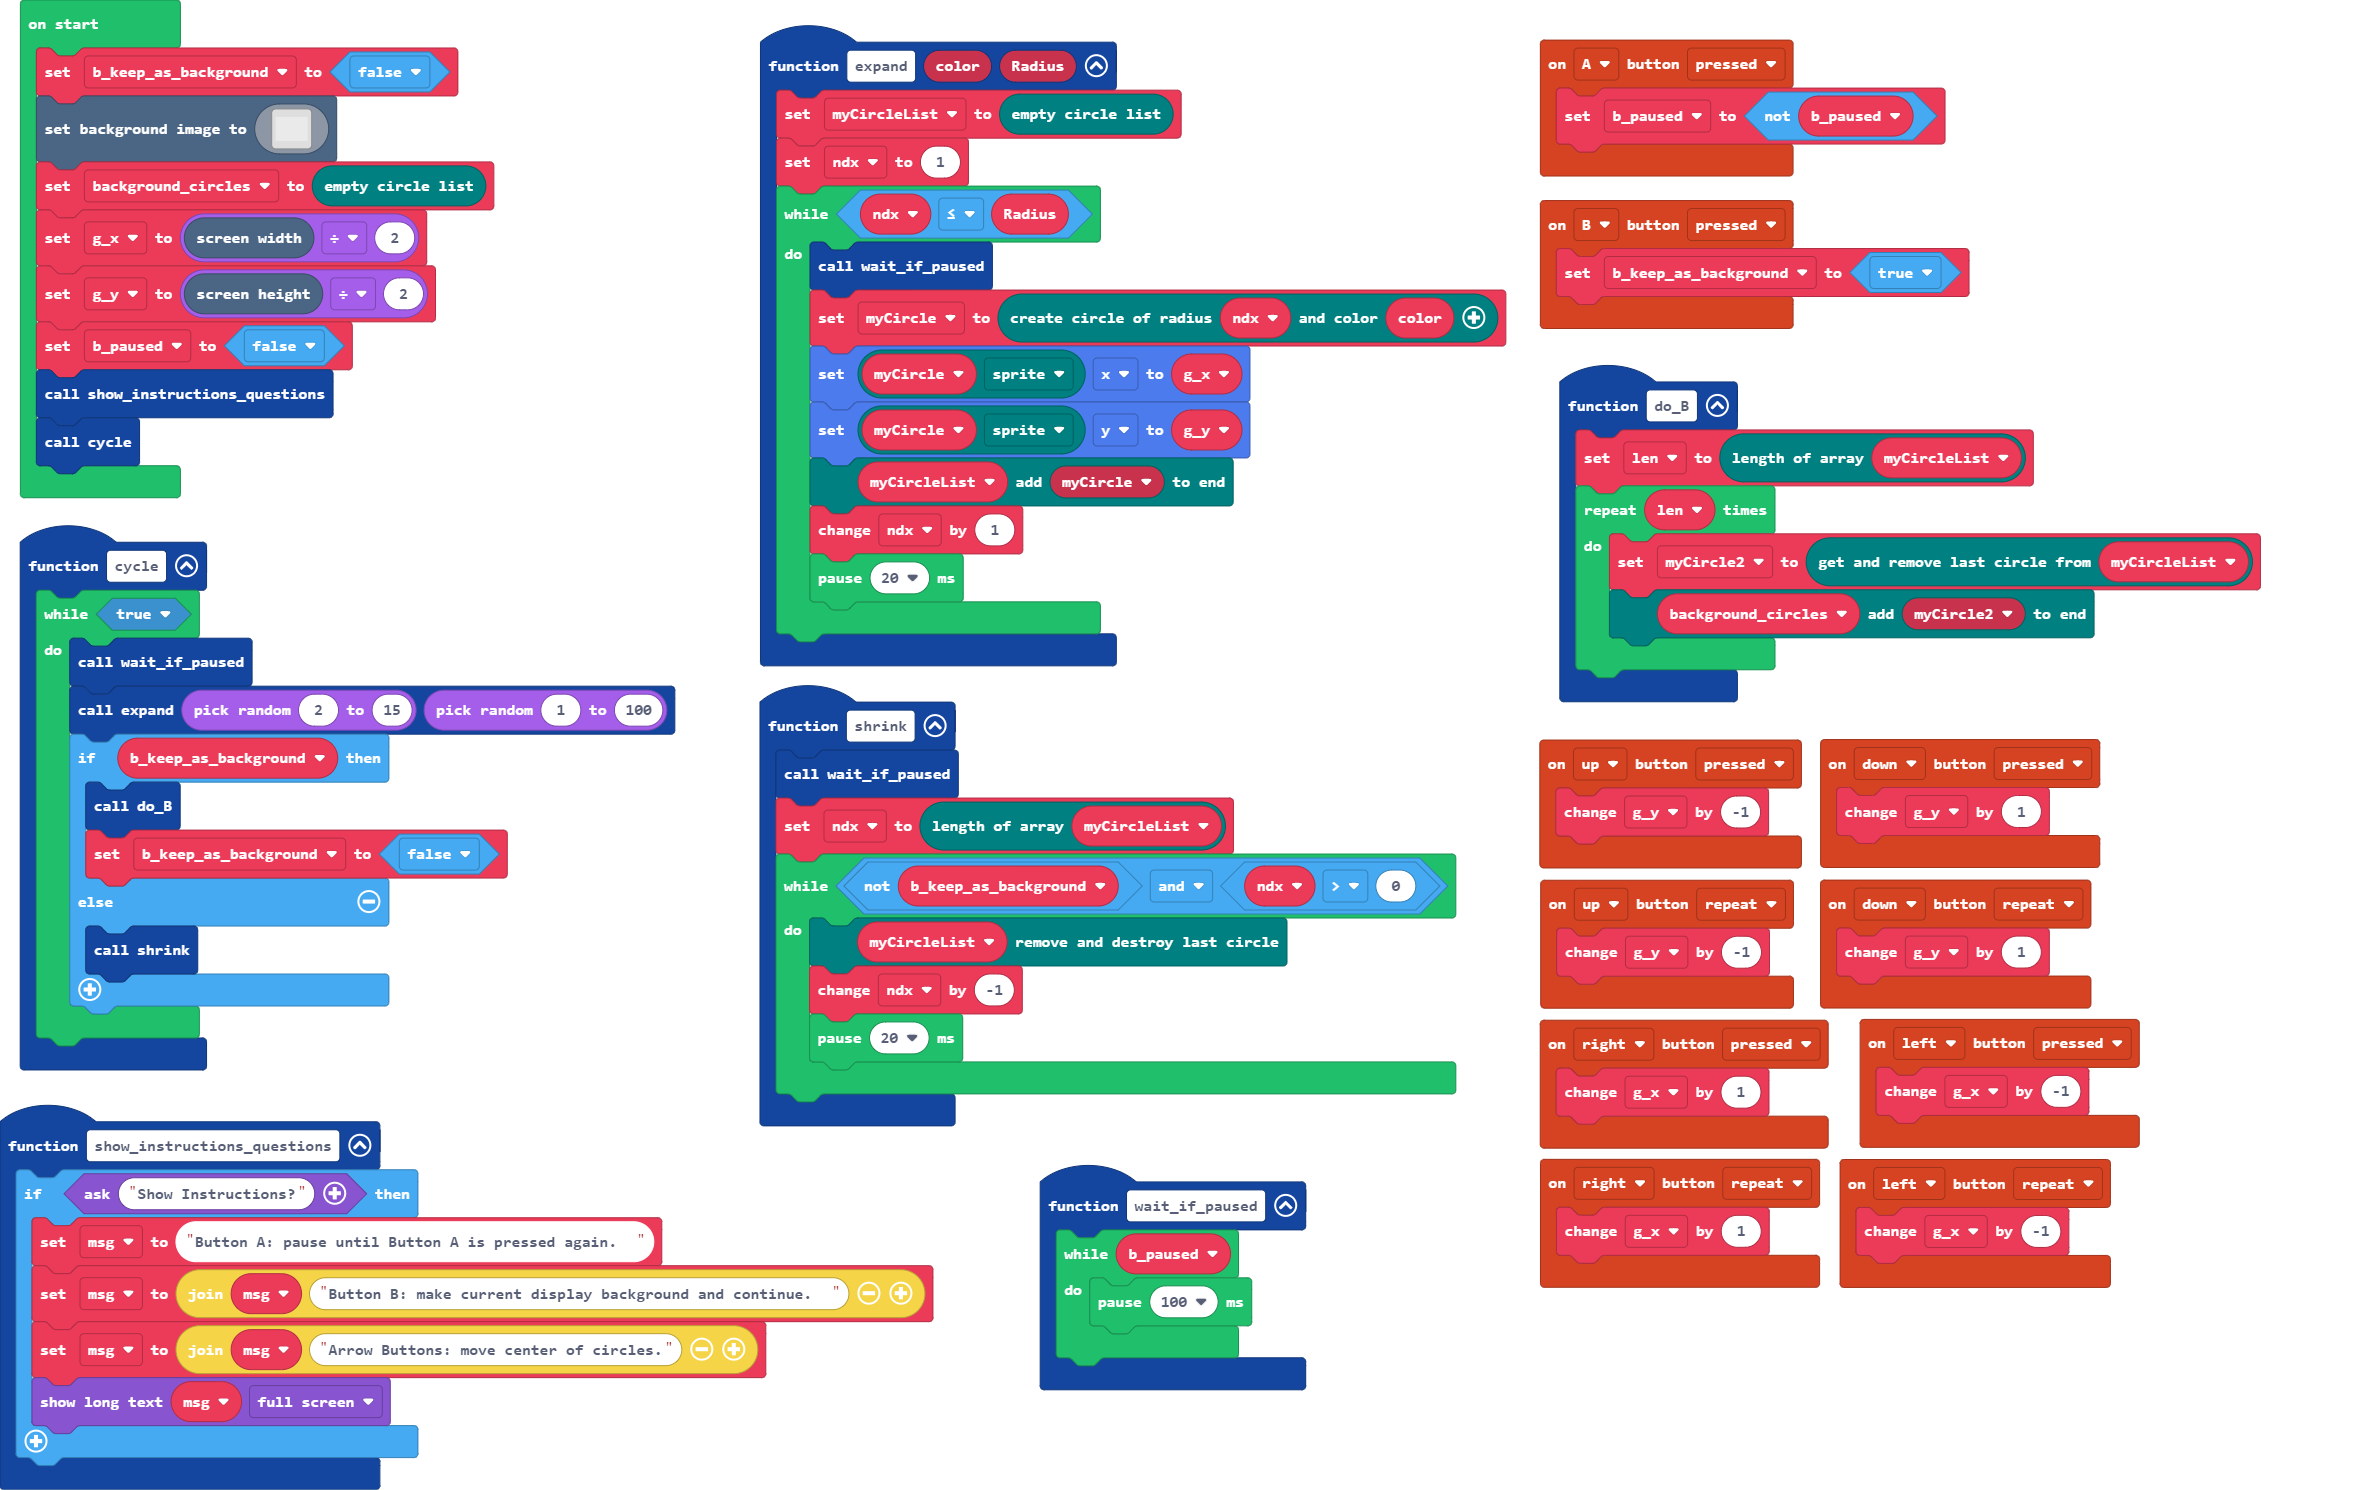 on start
set b_keep_as_background to false
set background image to
set background_circles to empty circle list
set g_x to screen width ÷ 2
set g_y to screen height ÷ 2
set b_paused to false
call show_instructions_questions
call cycle
function cycle
while true
do
call wait_if_paused
call expand pick random 2 to 15 pick random 1 to 100
if b_keep_as_background then
call do_B
set b_keep_as_background to false
else
call shrink
function show_instructions_questions
if ask "Show Instructions?" then
set msg to "Button A: pause until Button A is pressed again. "
set msg to join msg "Button B: make current display background and continue. "
set msg to join msg "Arrow Buttons: move center of circles."
show long text msg full screen
function expand color Radius
set myCircleList to empty circle list
set ndx to 1
while ndx ≤ Radius
do
call wait_if_paused
set myCircle to create circle of radius ndx and color color
set myCircle sprite x to g_x
set myCircle sprite y to g_y
myCircleList add myCircle to end
change ndx by 1
pause 20 ms
function shrink
call wait_if_paused
set ndx to length of array myCircleList
while not b_keep_as_background and ndx > 0
do
myCircleList remove and destroy last circle
change ndx by -1
pause 20 ms
function wait_if_paused
while b_paused
do
pause 100 ms
on A button pressed
set b_paused to not b_paused
on B button pressed
set b_keep_as_background to true
function do_B
set len to length of array myCircleList
repeat len times
do
set myCircle2 to get and remove last circle from myCircleList
background_circles add myCircle2 to end
on up button pressed
change g_y by -1
on down button pressed
change g_y by 1
on up button repeat
change g_y by -1
on down button repeat
change g_y by 1
on right button pressed
change g_x by 1
on left button pressed
change g_x by -1
on right button repeat
change g_x by 1
on left button repeat
change g_x by -1